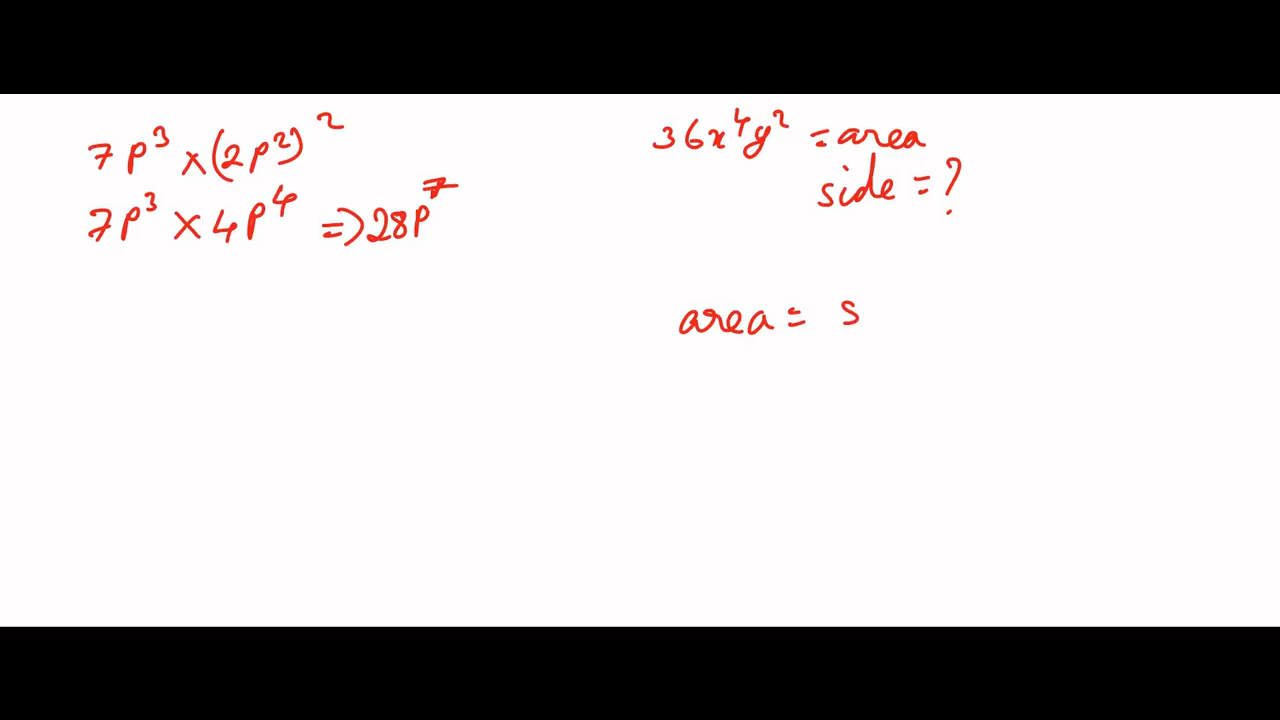 7p³ × (2p²)²
7p³ × 4p⁴ => 28p⁷
36x⁴y² = area
side = ?
area = s